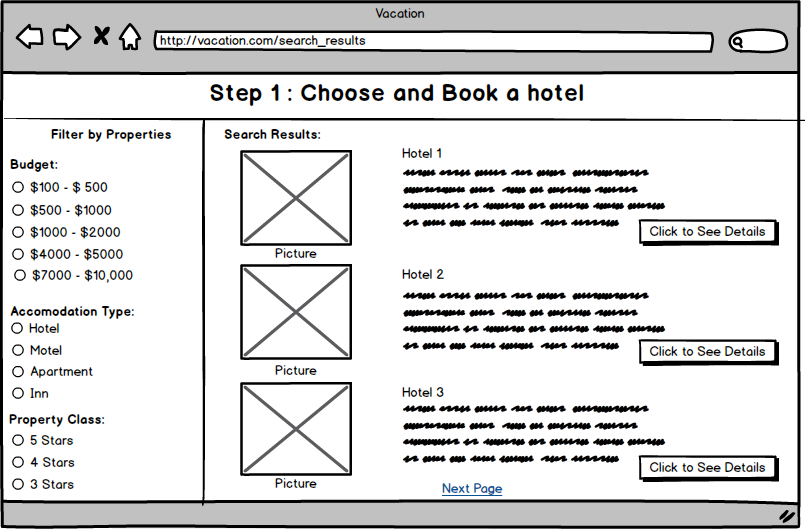 Vacation
http://vacation.com/search_results
Step 1 : Choose and Book a hotel
Filter by Properties
Budget:
$100 - $ 500
$500 - $1000
$1000 - $2000
$4000 - $5000
$7000 - $10,000
Accomodation Type:
Hotel
Motel
Apartment
Inn
Property Class:
5 Stars
4 Stars
3 Stars
Search Results:
Picture
Hotel 1
Click to See Details
Picture
Hotel 2
Click to See Details
Picture
Hotel 3
Click to See Details
Next Page